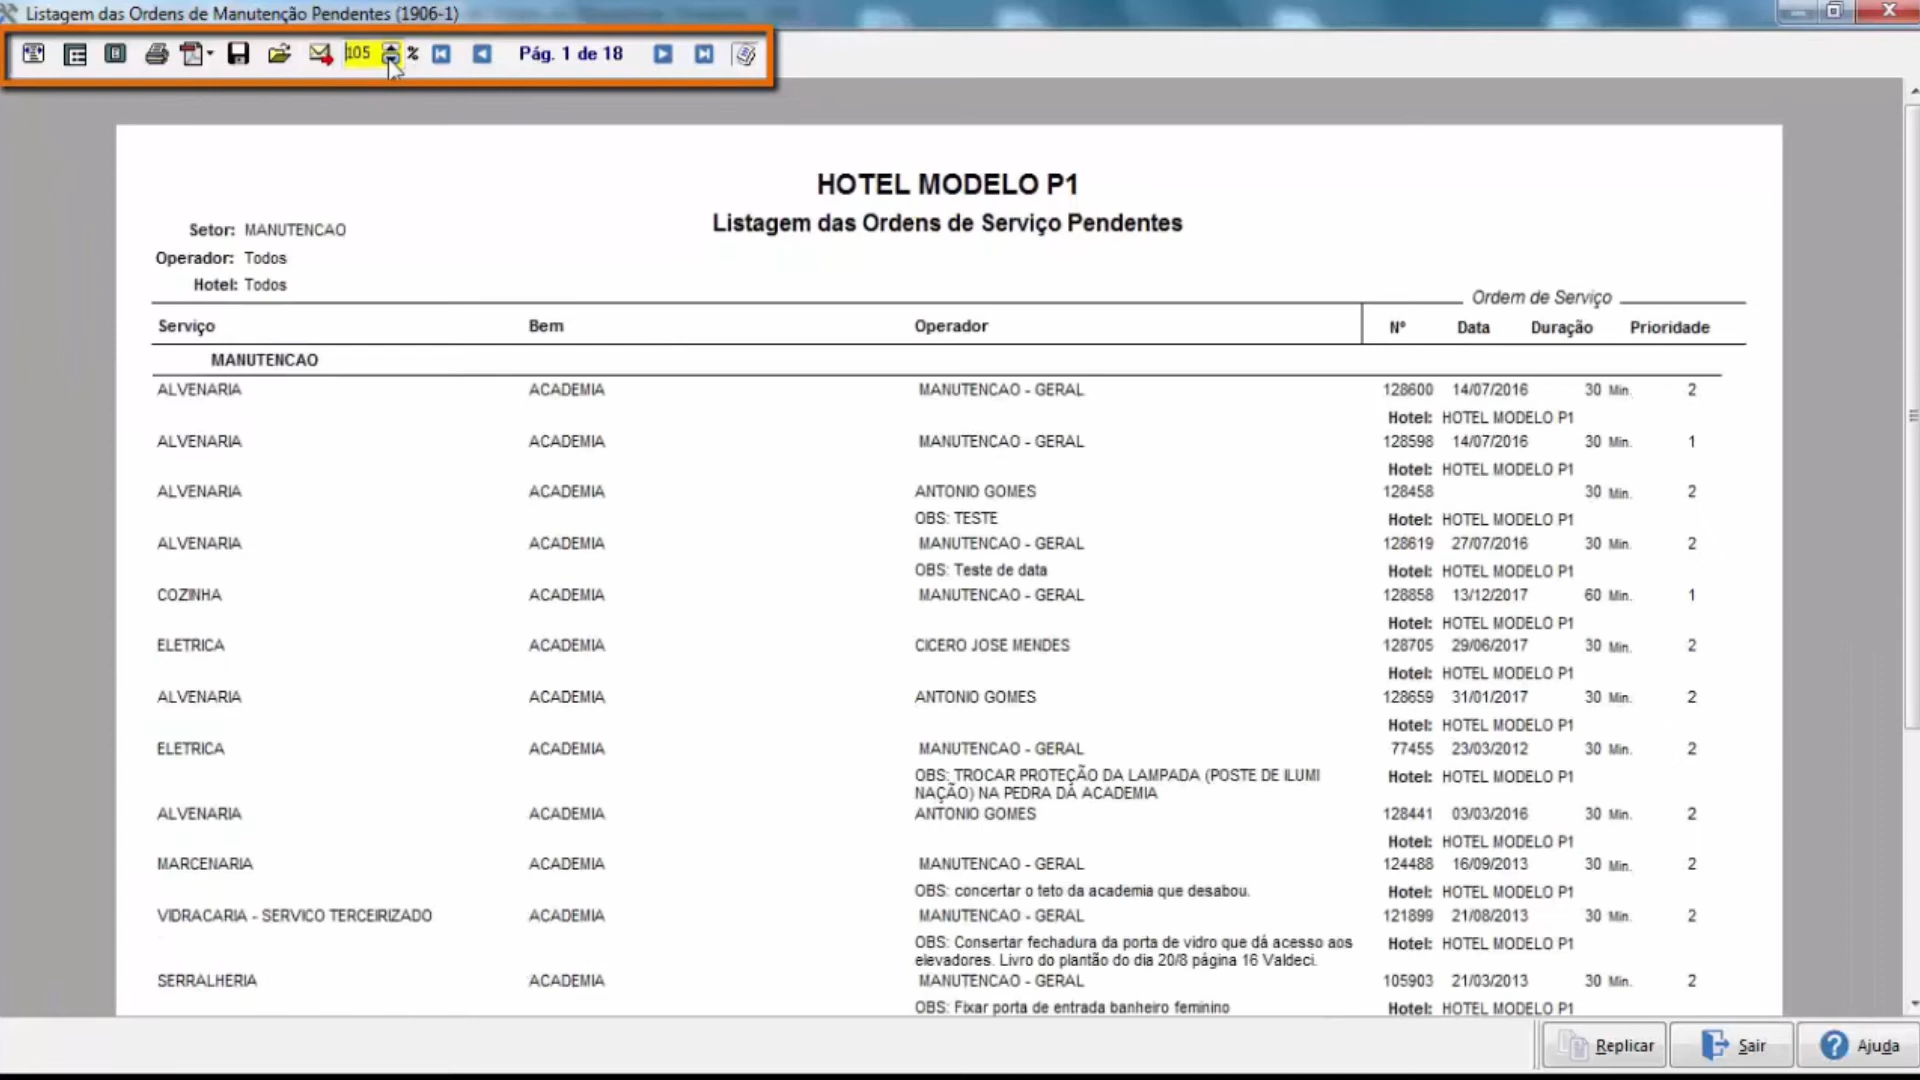 Listagem das Ordens de Manutenção Pendentes (1906-1)
105 % Pág. 1 de 18
HOTEL MODELO P1
Listagem das Ordens de Serviço Pendentes
Setor: MANUTENCAO
Operador: Todos
Hotel: Todos
Ordem de Serviço
Serviço Bem Operador Nº Data Duração Prioridade
MANUTENCAO
ALVENARIA ACADEMIA MANUTENCAO - GERAL 128600 14/07/2016 30 Min. 2
Hotel: HOTEL MODELO P1
ALVENARIA ACADEMIA MANUTENCAO - GERAL 128598 14/07/2016 30 Min. 1
Hotel: HOTEL MODELO P1
ALVENARIA ACADEMIA ANTONIO GOMES 128458 30 Min. 2
OBS: TESTE Hotel: HOTEL MODELO P1
ALVENARIA ACADEMIA MANUTENCAO - GERAL 128619 27/07/2016 30 Min. 2
OBS: Teste de data Hotel: HOTEL MODELO P1
COZINHA ACADEMIA MANUTENCAO - GERAL 128858 13/12/2017 60 Min. 1
Hotel: HOTEL MODELO P1
ELETRICA ACADEMIA CICERO JOSE MENDES 128705 29/06/2017 30 Min. 2
Hotel: HOTEL MODELO P1
ALVENARIA ACADEMIA ANTONIO GOMES 128659 31/01/2017 30 Min. 2
Hotel: HOTEL MODELO P1
ELETRICA ACADEMIA MANUTENCAO - GERAL 77455 23/03/2012 30 Min. 2
OBS: TROCAR PROTEÇÃO DA LAMPADA (POSTE DE ILUMI Hotel: HOTEL MODELO P1
NAÇÃO) NA PEDRA DA ACADEMIA
ALVENARIA ACADEMIA ANTONIO GOMES 128441 03/03/2016 30 Min. 2
Hotel: HOTEL MODELO P1
MARCENARIA ACADEMIA MANUTENCAO - GERAL 124488 16/09/2013 30 Min. 2
OBS: concertar o teto da academia que desabou. Hotel: HOTEL MODELO P1
VIDRACARIA - SERVICO TERCEIRIZADO ACADEMIA MANUTENCAO - GERAL 121899 21/08/2013 30 Min. 2
OBS: Consertar fechadura da porta de vidro que dá acesso aos Hotel: HOTEL MODELO P1
elevadores. Livro do plantão do dia 20/8 página 16 Valdeci.
SERRALHERIA ACADEMIA MANUTENCAO - GERAL 105903 21/03/2013 30 Min. 2
OBS: Fixar porta de entrada banheiro feminino Hotel: HOTEL MODELO P1
Replicar Sair Ajuda